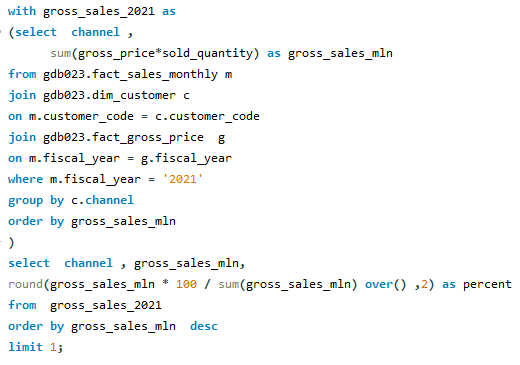 with gross_sales_2021 as
(select  channel ,
      sum(gross_price*sold_quantity) as gross_sales_mln
from gdb023.fact_sales_monthly m
join gdb023.dim_customer c
on m.customer_code = c.customer_code
join gdb023.fact_gross_price  g
on m.fiscal_year = g.fiscal_year
where m.fiscal_year = '2021'
group by c.channel
order by gross_sales_mln
)
select  channel , gross_sales_mln,
round(gross_sales_mln * 100 / sum(gross_sales_mln) over() ,2) as percent
from  gross_sales_2021
order by gross_sales_mln  desc
limit 1;